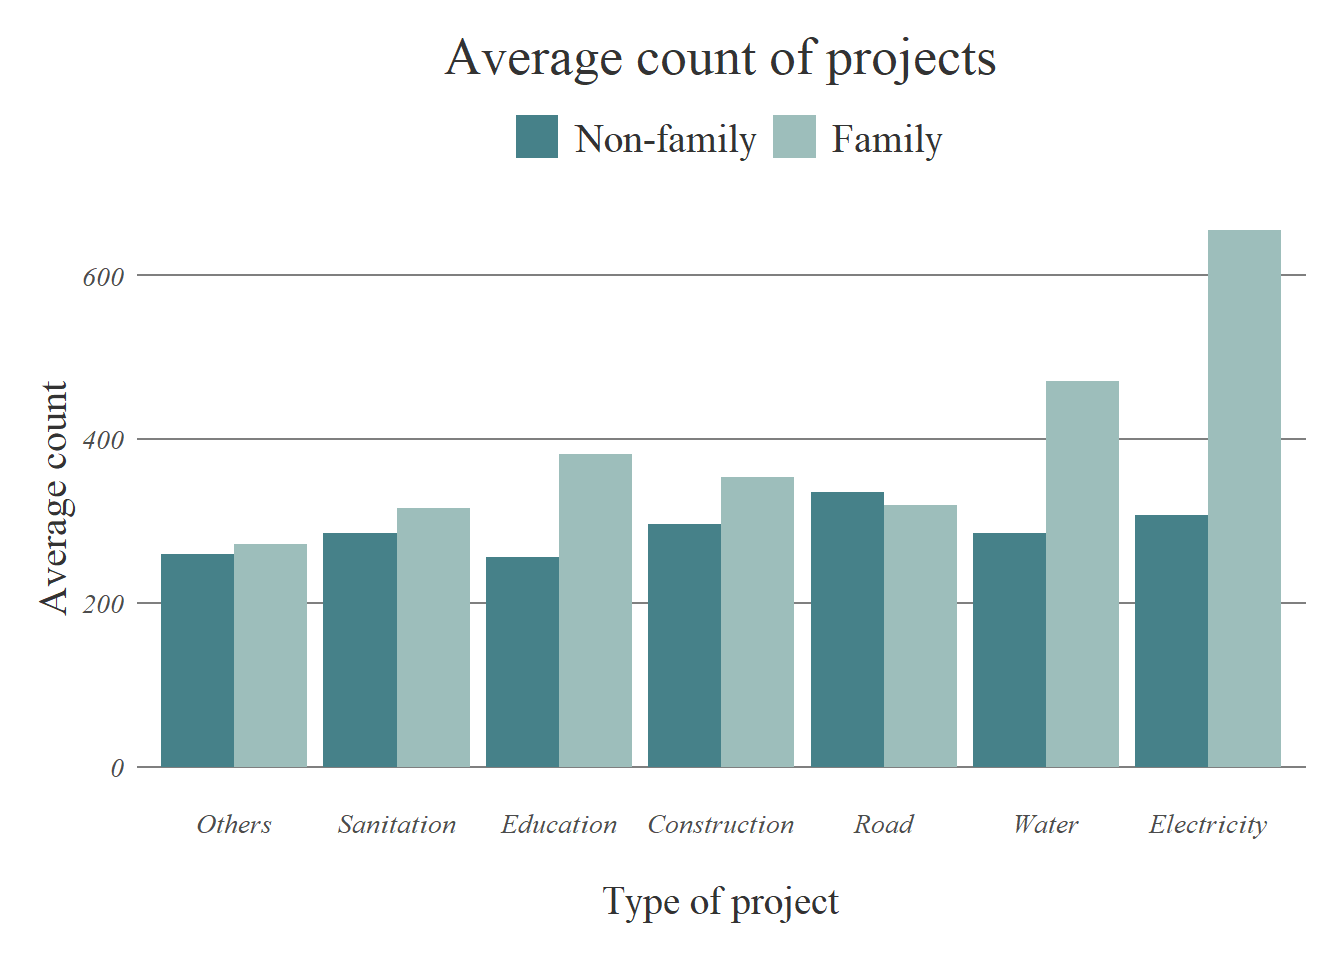 Average count of projects
Non-family Family
600
400
200
0
Average count
Others Sanitation Education Construction Road Water Electricity
Type of project